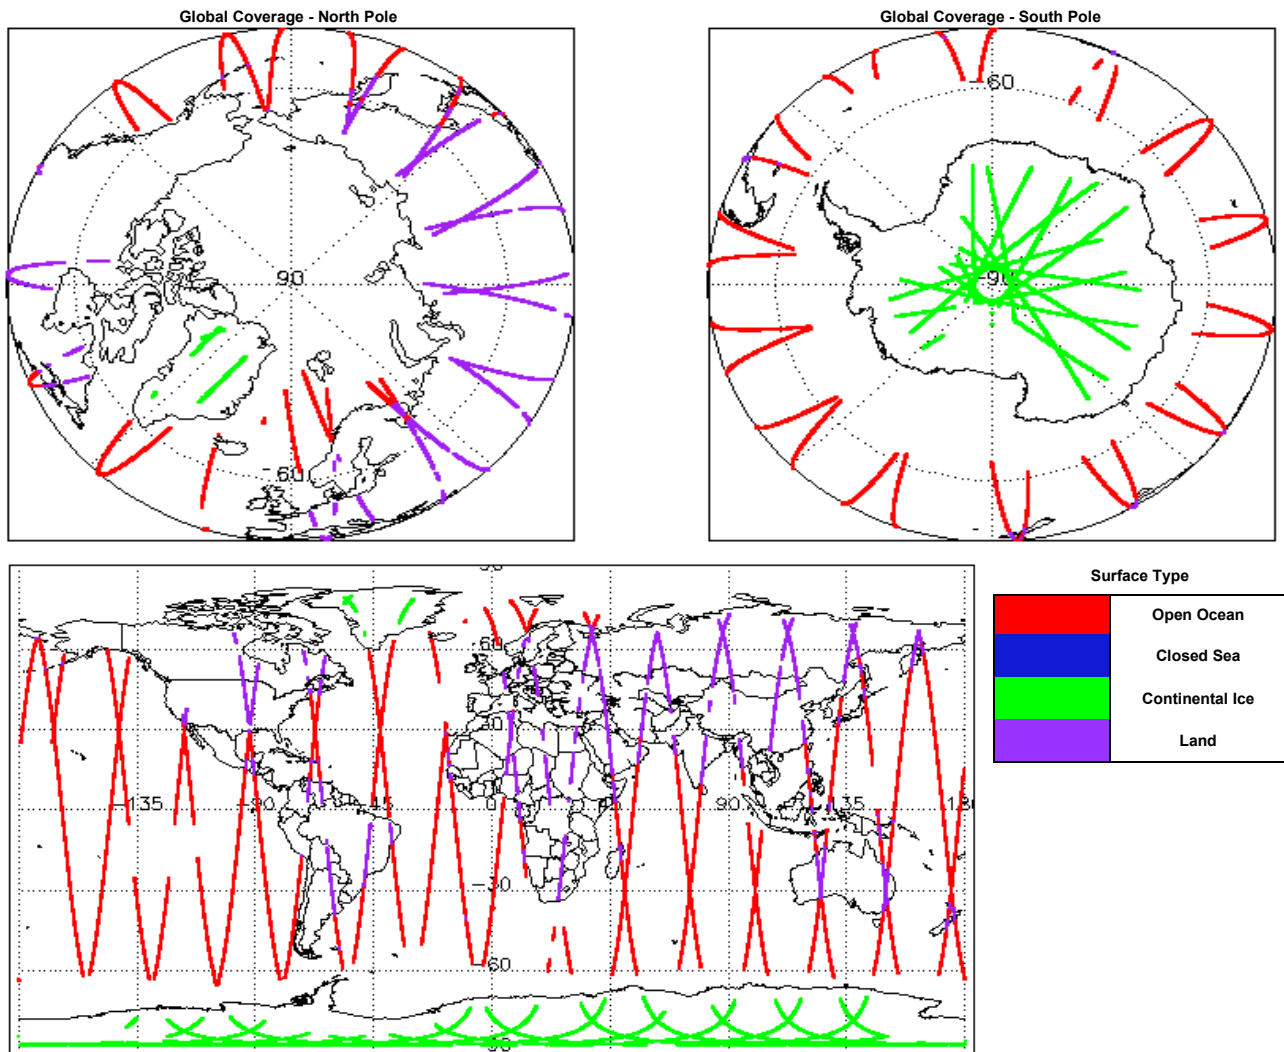 Global Coverage - North Pole
Global Coverage - South Pole
90
-60
-60
-90
60
30
-135
-90
-45
0
45
90
135
180
-30
-60
Surface Type
Open Ocean
Closed Sea
Continental Ice
Land